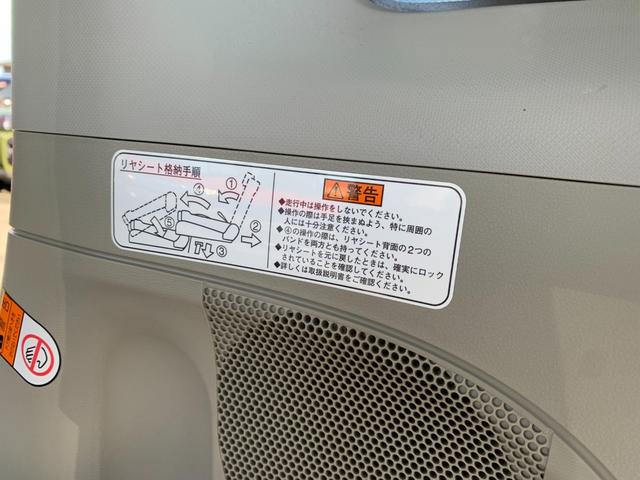 リヤシート格納手順
① ④ ② ⑤ ③
⚠警告
◆走行中は操作をしないでください。
◆操作の際は手足を挟まぬよう、特に周囲の
人には十分注意ください。
◆④の操作の際は、リヤシート背面の2つの
バンドを両方とも持ってください。
◆リヤシートを元に戻したときは、確実にロック
されていることを確認してください。
◆詳しくは取扱説明書をご確認ください。